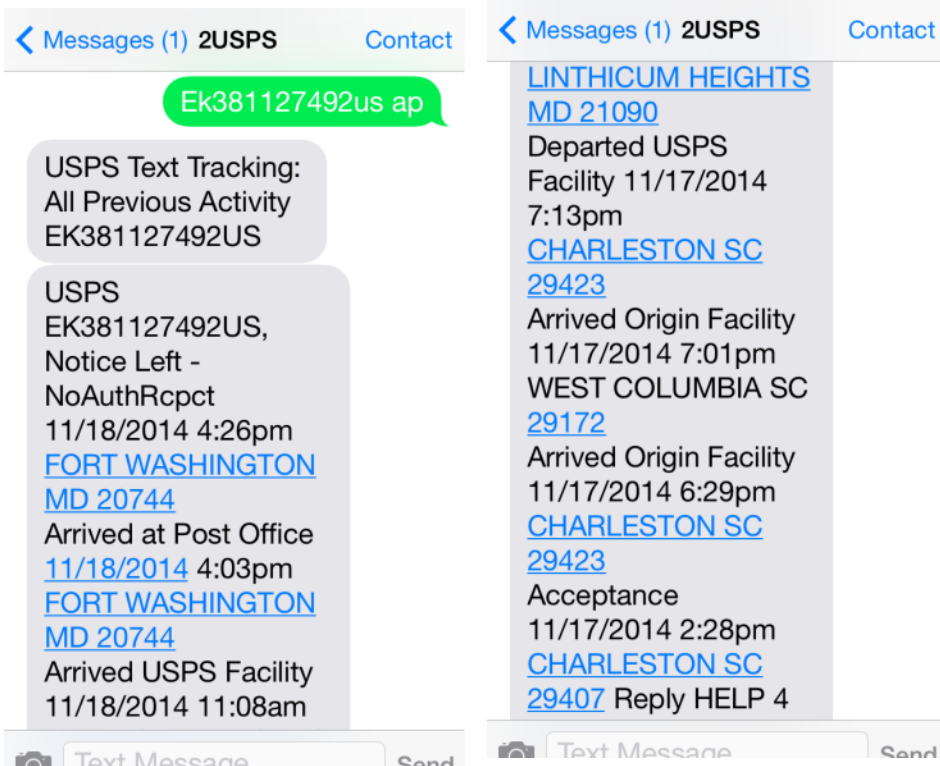 Messages (1) 2USPS Contact
Ek381127492us ap
USPS Text Tracking:
All Previous Activity
EK381127492US
USPS
EK381127492US,
Notice Left -
NoAuthRcpct
11/18/2014 4:26pm
FORT WASHINGTON
MD 20744
Arrived at Post Office
11/18/2014 4:03pm
FORT WASHINGTON
MD 20744
Arrived USPS Facility
11/18/2014 11:08am
Text Message Send
Messages (1) 2USPS Contact
LINTHICUM HEIGHTS
MD 21090
Departed USPS
Facility 11/17/2014
7:13pm
CHARLESTON SC
29423
Arrived Origin Facility
11/17/2014 7:01pm
WEST COLUMBIA SC
29172
Arrived Origin Facility
11/17/2014 6:29pm
CHARLESTON SC
29423
Acceptance
11/17/2014 2:28pm
CHARLESTON SC
29407 Reply HELP 4
Text Message Send